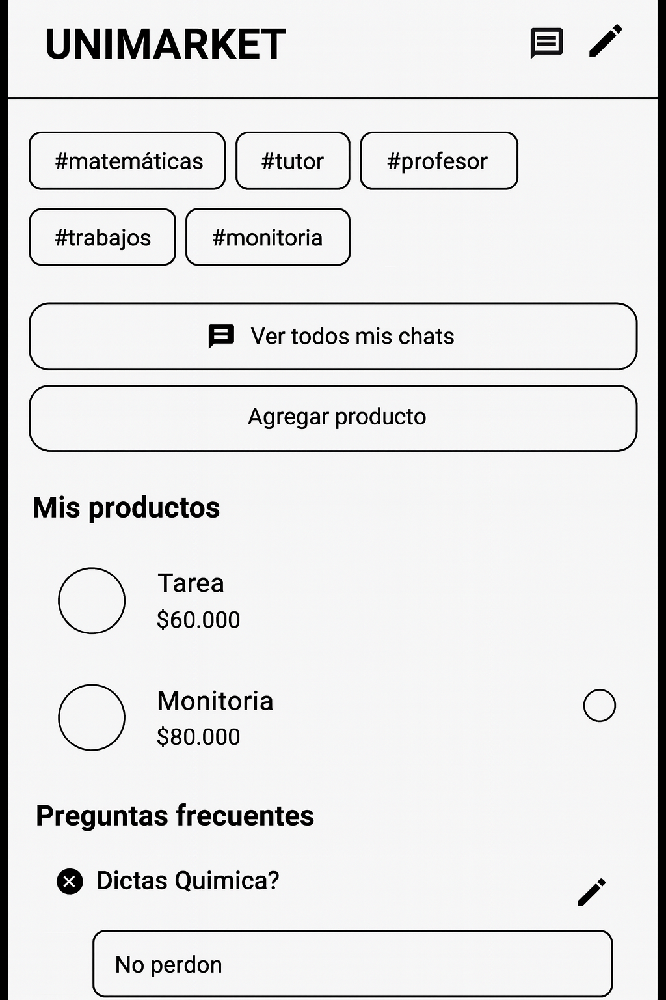 UNIMARKET
#matemáticas #tutor #profesor
#trabajos #monitoria
Ver todos mis chats
Agregar producto
Mis productos
Tarea
$60.000
Monitoria
$80.000
Preguntas frecuentes
Dictas Quimica?
No perdon